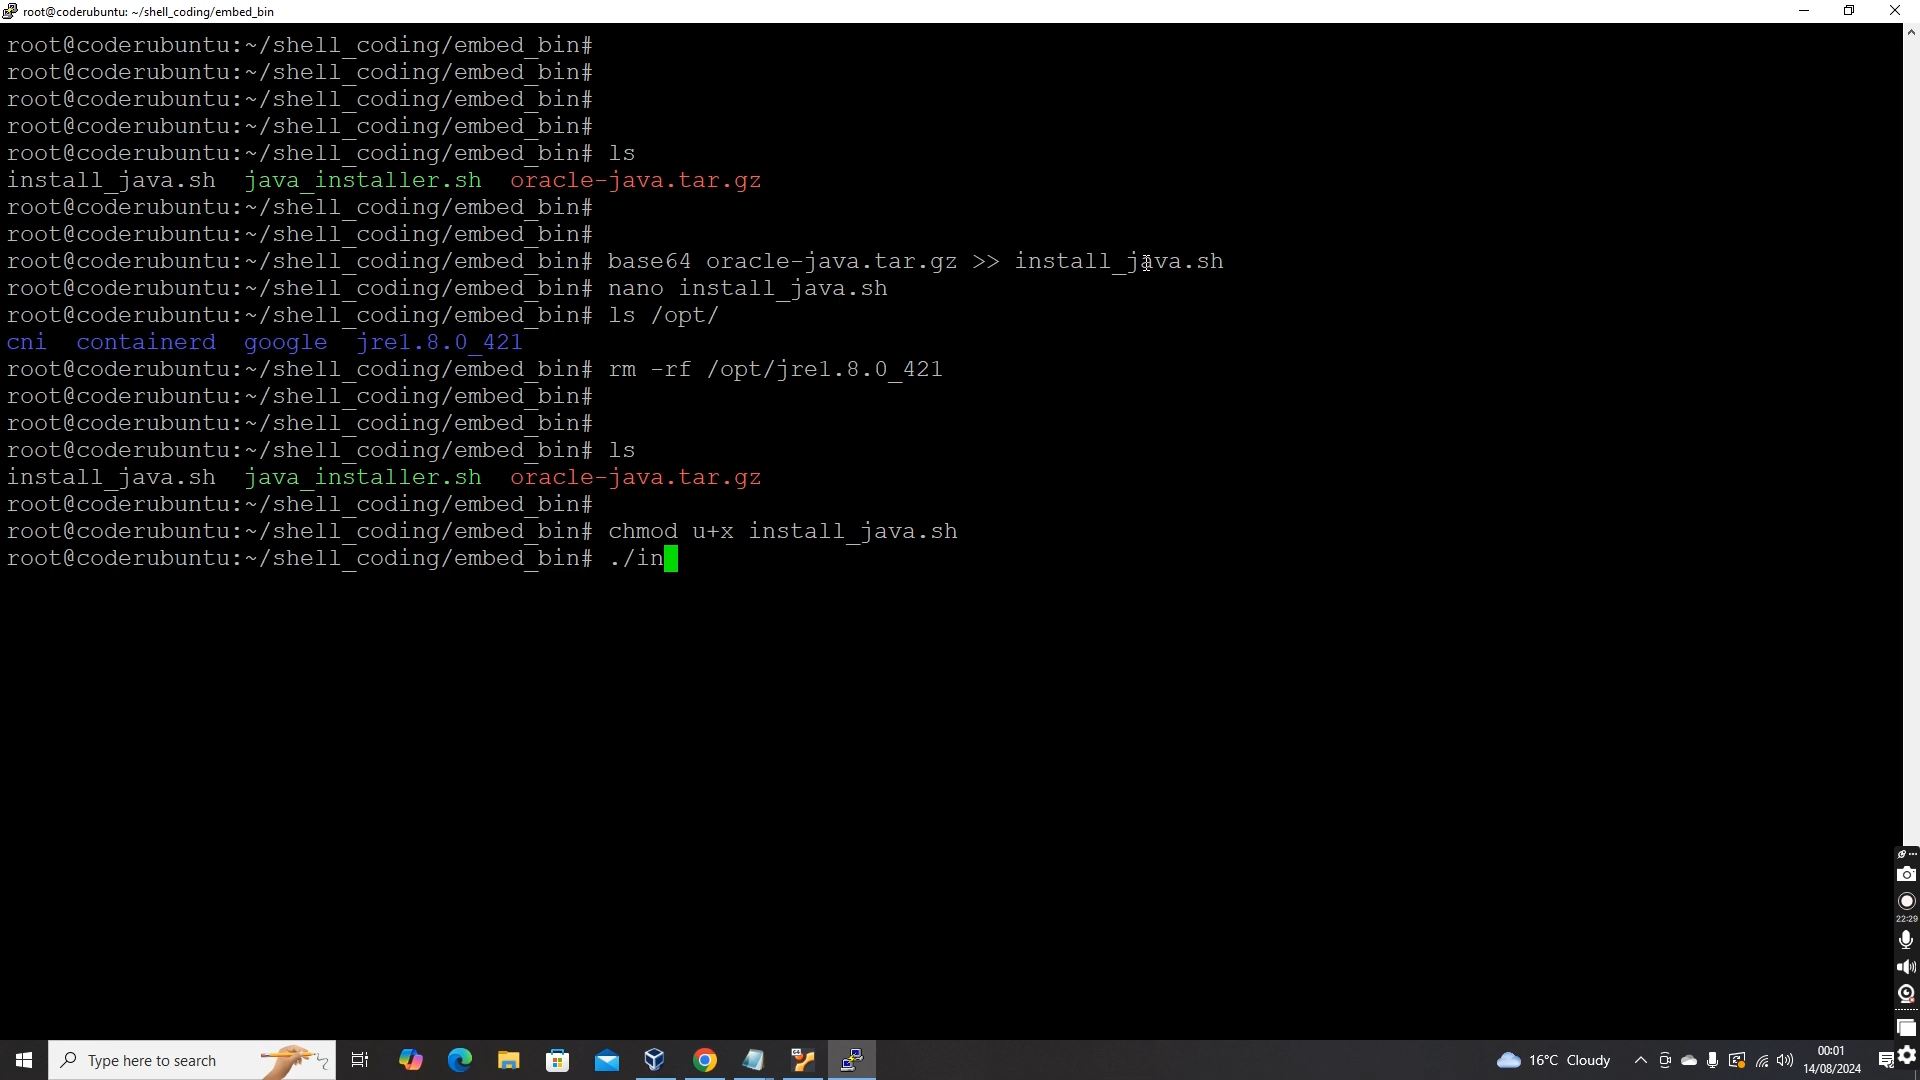 root@coderubuntu: ~/shell_coding/embed_bin
root@coderubuntu:~/shell_coding/embed_bin#
root@coderubuntu:~/shell_coding/embed_bin#
root@coderubuntu:~/shell_coding/embed_bin#
root@coderubuntu:~/shell_coding/embed_bin#
root@coderubuntu:~/shell_coding/embed_bin# ls
install_java.sh  java_installer.sh  oracle-java.tar.gz
root@coderubuntu:~/shell_coding/embed_bin#
root@coderubuntu:~/shell_coding/embed_bin#
root@coderubuntu:~/shell_coding/embed_bin# base64 oracle-java.tar.gz >> install_java.sh
root@coderubuntu:~/shell_coding/embed_bin# nano install_java.sh
root@coderubuntu:~/shell_coding/embed_bin# ls /opt/
cni  containerd  google  jre1.8.0_421
root@coderubuntu:~/shell_coding/embed_bin# rm -rf /opt/jre1.8.0_421
root@coderubuntu:~/shell_coding/embed_bin#
root@coderubuntu:~/shell_coding/embed_bin#
root@coderubuntu:~/shell_coding/embed_bin# ls
install_java.sh  java_installer.sh  oracle-java.tar.gz
root@coderubuntu:~/shell_coding/embed_bin#
root@coderubuntu:~/shell_coding/embed_bin# chmod u+x install_java.sh
root@coderubuntu:~/shell_coding/embed_bin# ./in
22:29
Type here to search
16°C Cloudy
00:01
14/08/2024